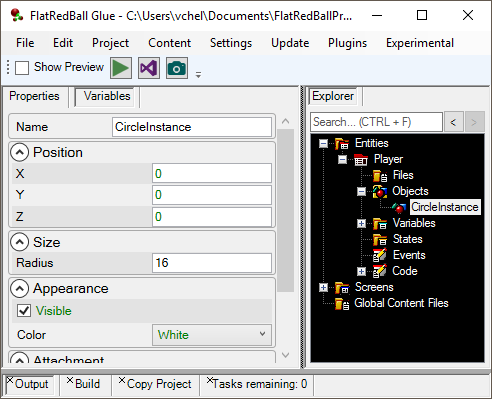 FlatRedBall Glue - C:\Users\vchel\Documents\FlatRedBallPr...
File Edit Project Content Settings Update Plugins Experimental
Show Preview
Properties Variables
Name CircleInstance
Position
X 0
Y 0
Z 0
Size
Radius 16
Appearance
Visible
Color White
Attachment
Explorer
Search... (CTRL + F) < >
Entities
Player
Files
Objects
CircleInstance
Variables
States
Events
Code
Screens
Global Content Files
Output Build Copy Project Tasks remaining: 0